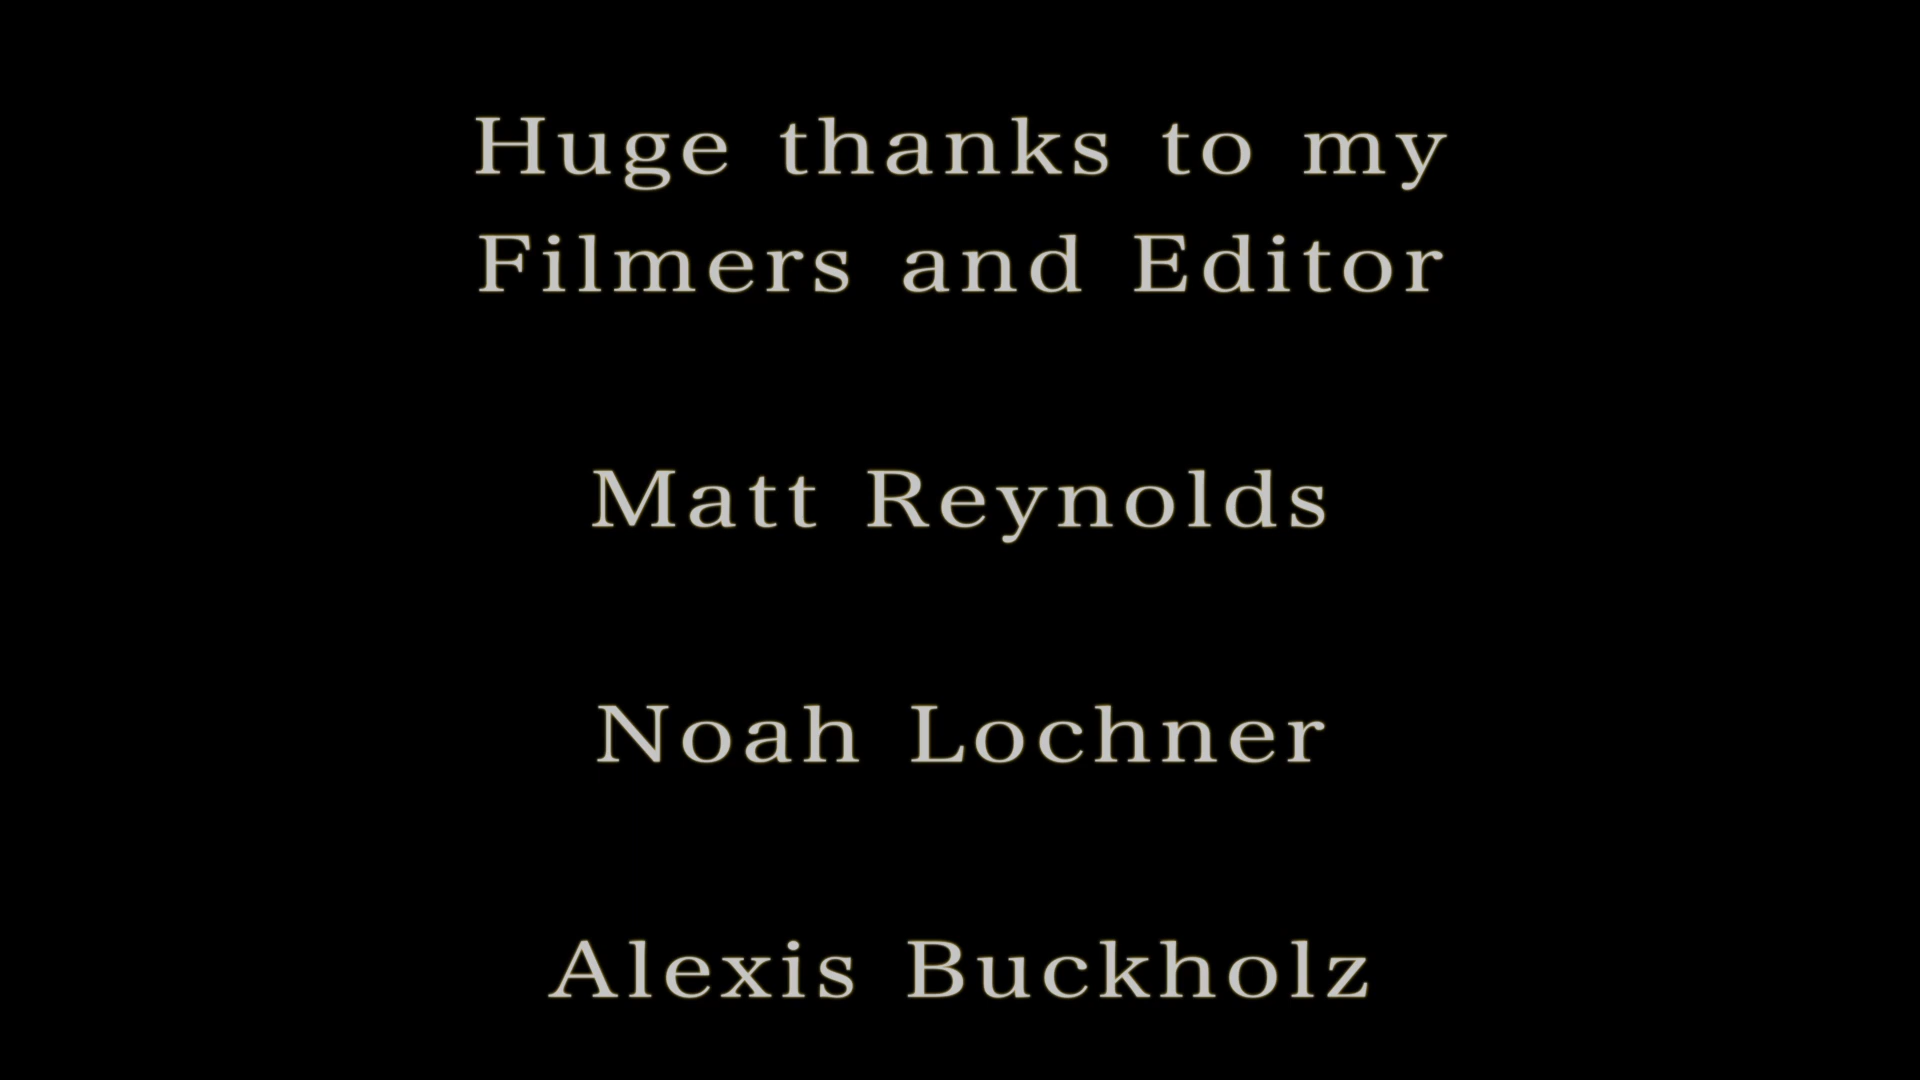 Huge thanks to my
Filmers and Editor
Matt Reynolds
Noah Lochner
Alexis Buckholz